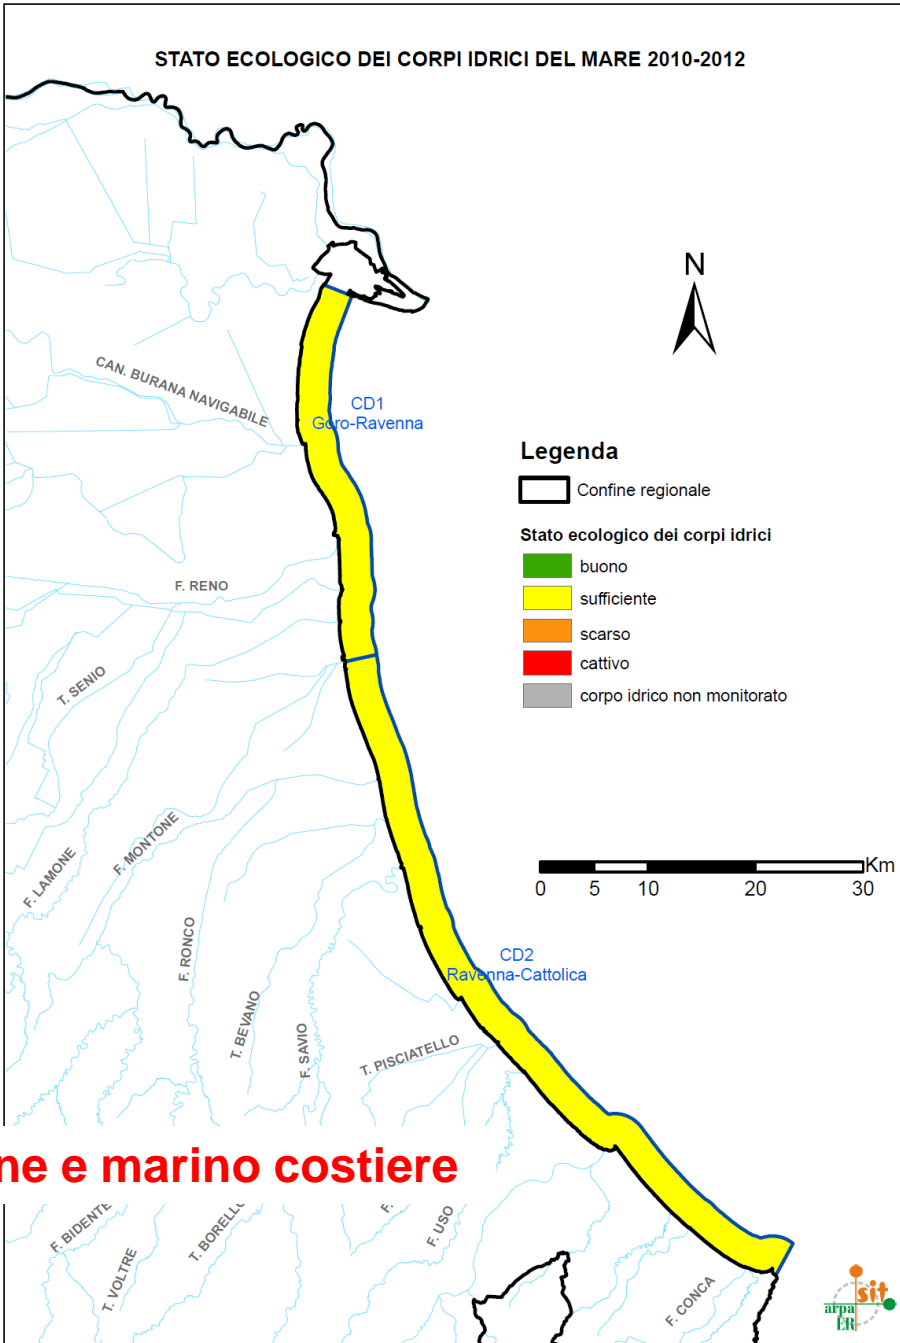 STATO ECOLOGICO DEI CORPI IDRICI DEL MARE 2010-2012
N
CAN. BURANA NAVIGABILE
CD1
Goro-Ravenna
Legenda
Confine regionale
Stato ecologico dei corpi idrici
buono
sufficiente
scarso
cattivo
corpo idrico non monitorato
F. RENO
T. SENIO
F. LAMONE
F. MONTONE
Km
0 5 10 20 30
F. RONCO
CD2
Ravenna-Cattolica
T. BEVANO
F. SAVIO
T. PISCIATELLO
ne e marino costiere
F. BIDENTE
T. VOLTRE
T. BORELLO
F.
F. USO
F. CONCA
sit
arpa
ER